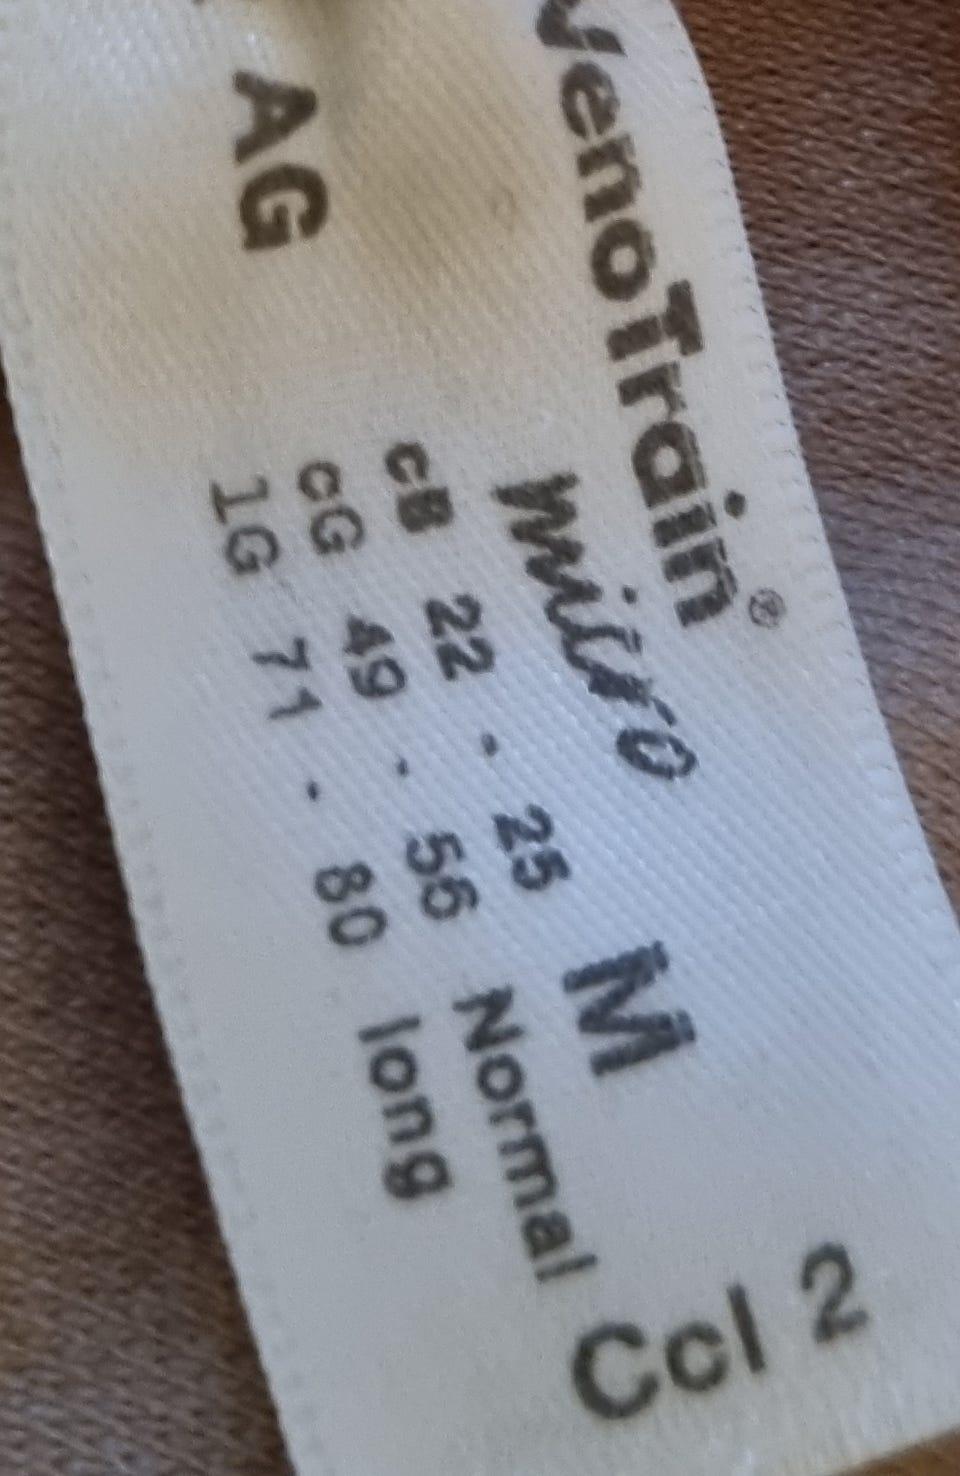 VenoTrain®
micro
M
Ccl 2
cB 22 - 25 Normal
cG 49 - 56 long
lG 71 - 80
AG